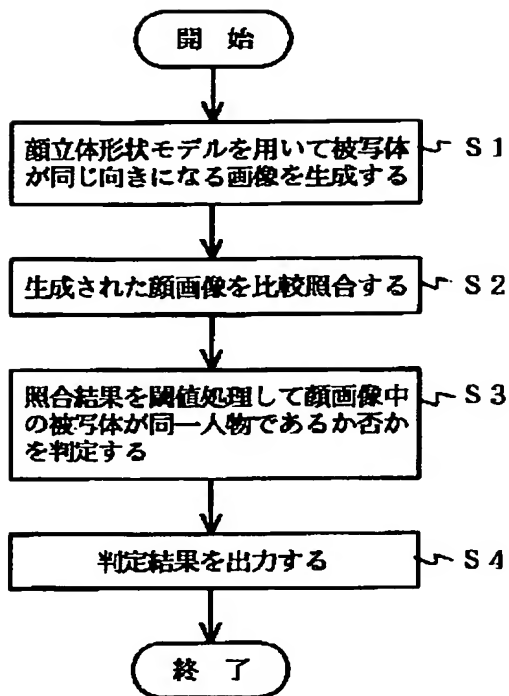 開 始
顔立体形状モデルを用いて被写体
が同じ向きになる画像を生成する
S1
生成された顔画像を比較照合する
S2
照合結果を閾値処理して顔画像中
の被写体が同一人物であるか否か
を判定する
S3
判定結果を出力する
S4
終 了